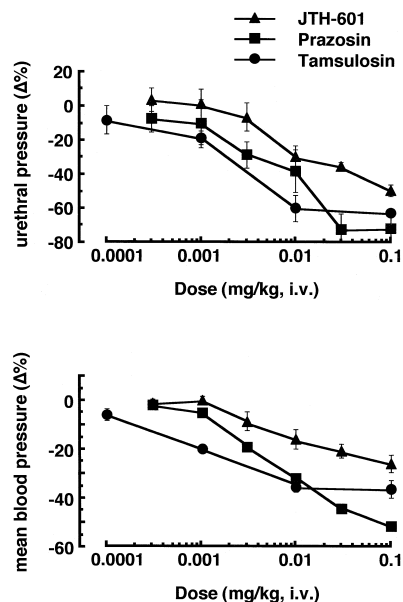 JTH-601
Prazosin
Tamsulosin
urethral pressure (Δ%)
20
0
-20
-40
-60
-80
0.0001 0.001 0.01 0.1
Dose (mg/kg, i.v.)
mean blood pressure (Δ%)
0
-20
-40
-60
0.0001 0.001 0.01 0.1
Dose (mg/kg, i.v.)